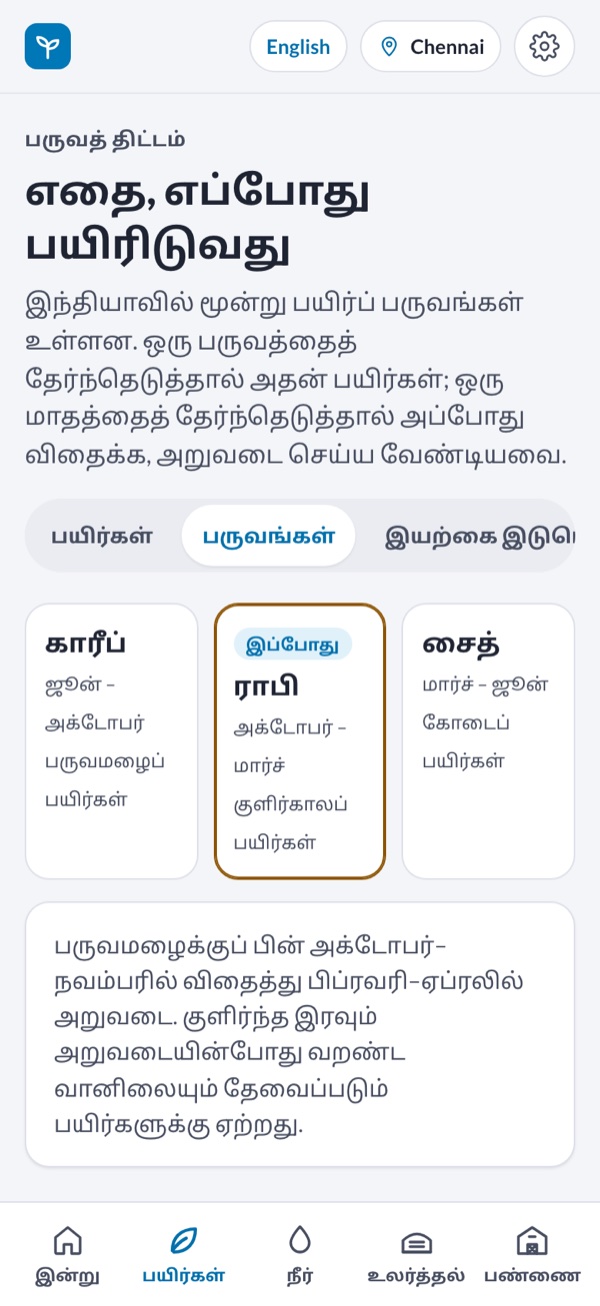 English
Chennai
பருவத் திட்டம்
எதை, எப்போது
பயிரிடுவது
இந்தியாவில் மூன்று பயிர்ப் பருவங்கள்
உள்ளன. ஒரு பருவத்தைத்
தேர்ந்தெடுத்தால் அதன் பயிர்கள்; ஒரு
மாதத்தைத் தேர்ந்தெடுத்தால் அப்போது
விதைக்க, அறுவடை செய்ய வேண்டியவை.
பயிர்கள்
பருவங்கள்
இயற்கை
காரீப்
ஜூன் –
அக்டோபர்
பருவமழைப்
பயிர்கள்
இப்போது
ராபி
அக்டோபர் –
மார்ச்
குளிர்காலப்
பயிர்கள்
சைத்
மார்ச் – ஜூன்
கோடைப்
பயிர்கள்
பருவமழைக்குப் பின் அக்டோபர்–
நவம்பரில் விதைத்து பிப்ரவரி–ஏப்ரலில்
அறுவடை. குளிர்ந்த இரவும்
அறுவடையின்போது வறண்ட
வானிலையும் தேவைப்படும்
பயிர்களுக்கு ஏற்றது.
இன்று
பயிர்கள்
நீர்
உலர்த்தல்
பண்ணை